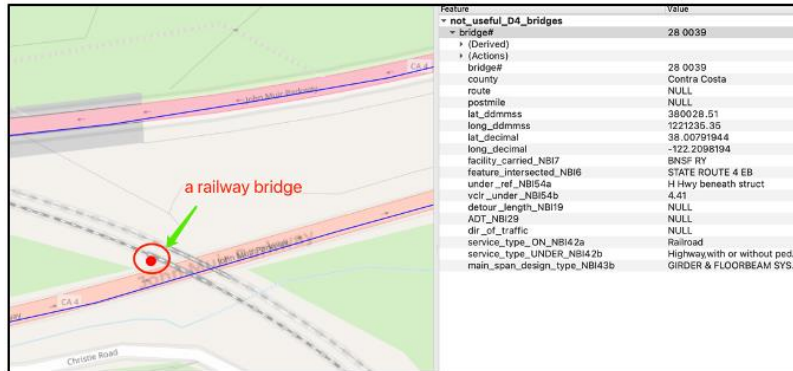 John Muir Parkway
CA 4
a railway bridge
CA 4
Christie Road
Feature Value
not_useful_D4_bridges
bridge# 28 0039
(Derived)
(Actions)
bridge# 28 0039
county Contra Costa
route NULL
postmile NULL
lat_ddmmss 380028.51
long_ddmmss 1221235.35
lat_decimal 38.00791944
long_decimal -122.2098194
facility_carried_NBI7 BNSF RY
feature_intersected_NBI6 STATE ROUTE 4 EB
under_ref_NBI54a H Hwy beneath struct
vclr_under_NBI54b 4.41
detour_length_NBI19 NULL
ADT_NBI29 NULL
dir_of_traffic NULL
service_type_ON_NBI42a Railroad
service_type_UNDER_NBI42b Highway,with or without ped.
main_span_design_type_NBI43b GIRDER & FLOORBEAM SYS.